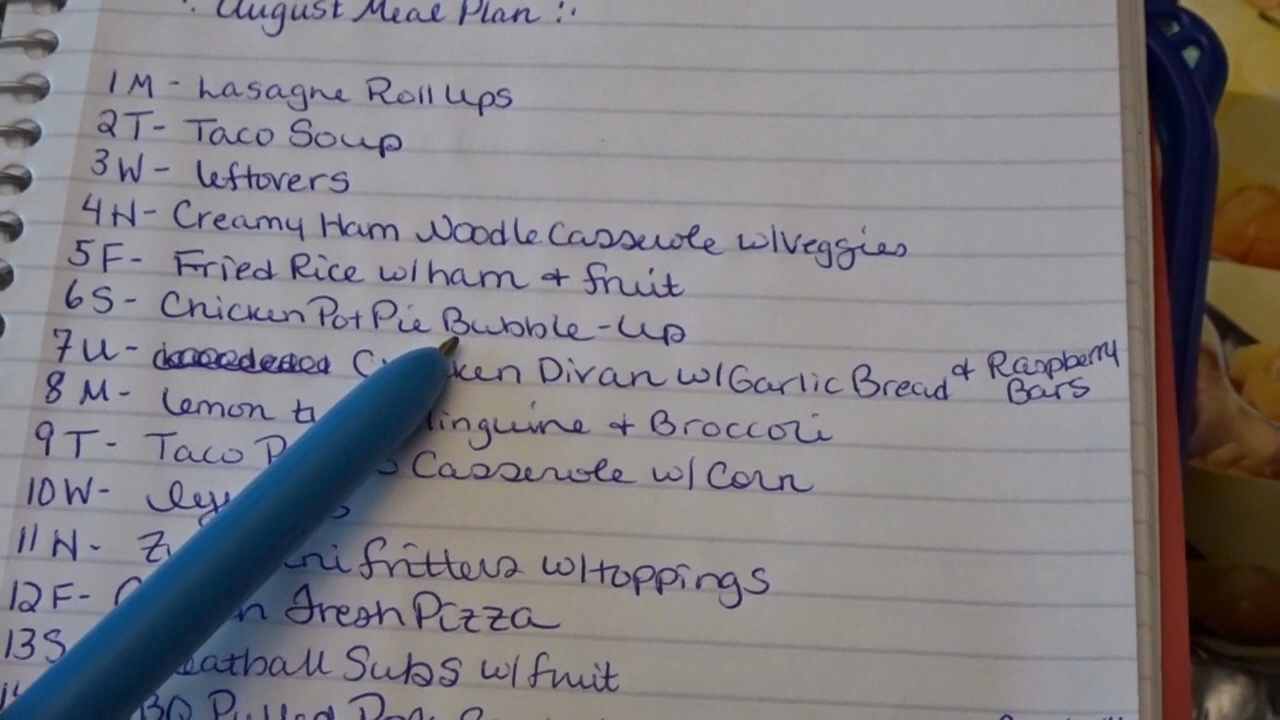 August Meal Plan :.
1 M - Lasagne Roll Ups
2T- Taco Soup
3 W - leftovers
4 N- Creamy Ham Noodle Casserole w/Veggies
5 F- Fried Rice w/ham + fruit
6 S - Chicken Pot Pie Bubble-Up
7 U - Divan w/Garlic Bread + Raspberry Bars
8 M - lemon linguine + Broccoli
9 T - Taco Casserole w/ Corn
10 W-
11 N - fritters w/toppings
12 F- Fresh Pizza
13 S Subs w/fruit
Pulled